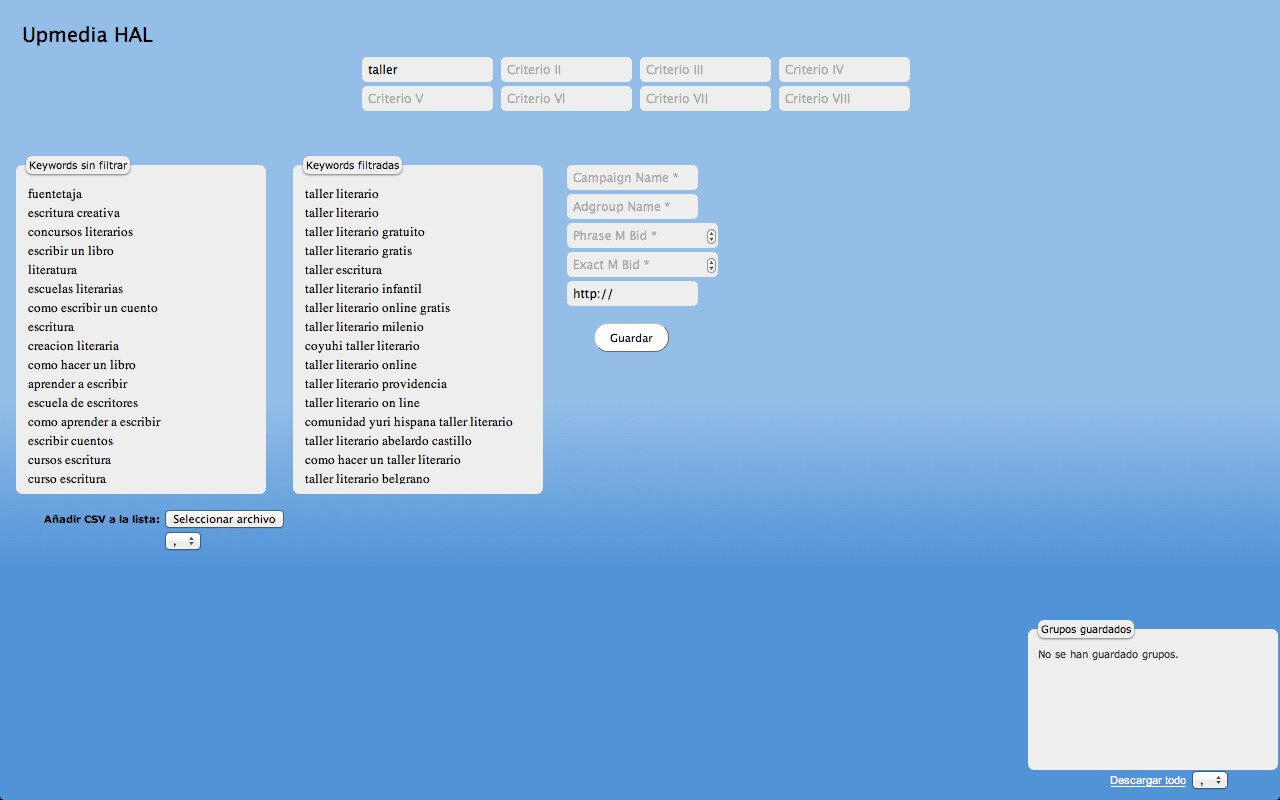 Upmedia HAL
taller
Criterio II
Criterio III
Criterio IV
Criterio V
Criterio VI
Criterio VII
Criterio VIII
Keywords sin filtrar
fuentetaja
escritura creativa
concursos literarios
escribir un libro
literatura
escuelas literarias
como escribir un cuento
escritura
creacion literaria
como hacer un libro
aprender a escribir
escuela de escritores
como aprender a escribir
escribir cuentos
cursos escritura
curso escritura
Keywords filtradas
taller literario
taller literario
taller literario gratuito
taller literario gratis
taller escritura
taller literario infantil
taller literario online gratis
taller literario milenio
coyuhi taller literario
taller literario online
taller literario providencia
taller literario on line
comunidad yuri hispana taller literario
taller literario abelardo castillo
como hacer un taller literario
taller literario belgrano
Campaign Name *
Adgroup Name *
Phrase M Bid *
Exact M Bid *
http://
Guardar
Añadir CSV a la lista: Seleccionar archivo
,
Grupos guardados
No se han guardado grupos.
Descargar todo ,